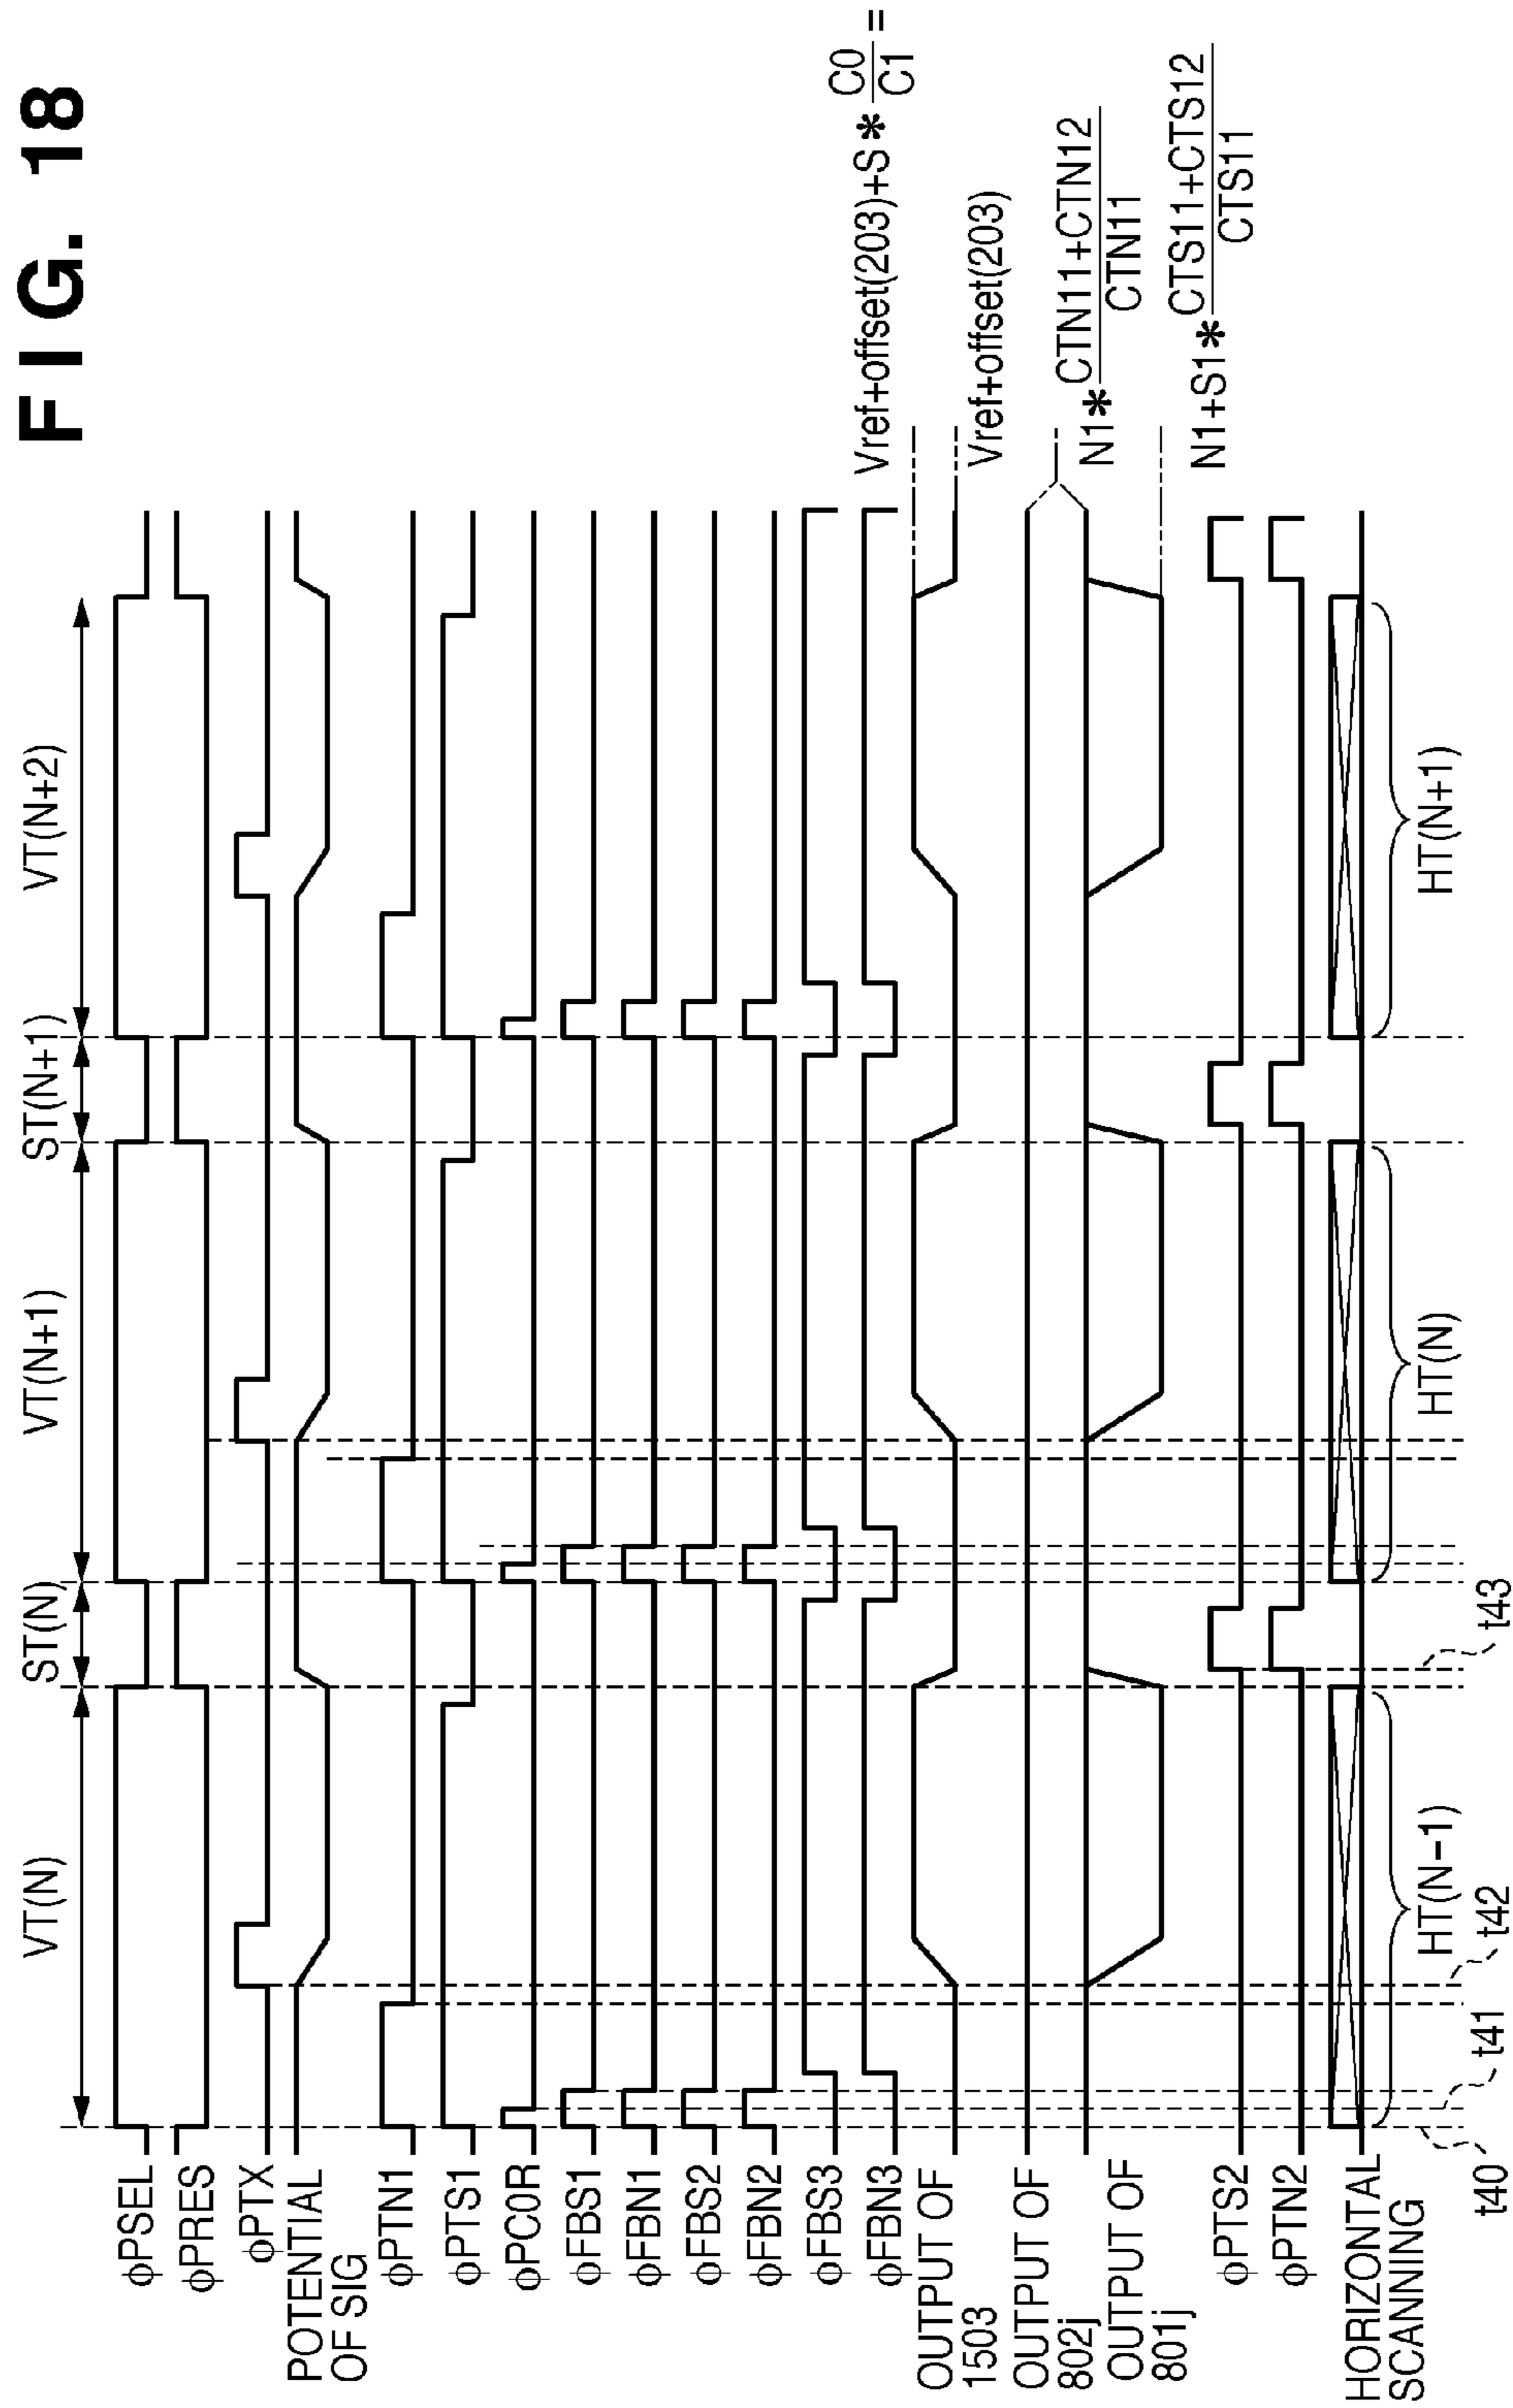 FIG. 18
VT(N)
ST(N)
VT(N+1)
ST(N+1)
VT(N+2)
ϕPSEL
ϕPRES
ϕPTX
POTENTIAL
OF SIG
ϕPTN1
ϕPTS1
ϕPC0R
ϕFBS1
ϕFBN1
ϕFBS2
ϕFBN2
ϕFBS3
ϕFBN3
OUTPUT OF
1503
Vref+offset(203)+S*C0/C1=
Vref+offset(203)
OUTPUT OF
802j
N1*(CTN11+CTN12)/CTN11
OUTPUT OF
801j
N1+S1*(CTS11+CTS12)/CTS11
ϕPTS2
ϕPTN2
HORIZONTAL
SCANNING
HT(N-1)
HT(N)
HT(N+1)
t40
t41
t42
t43